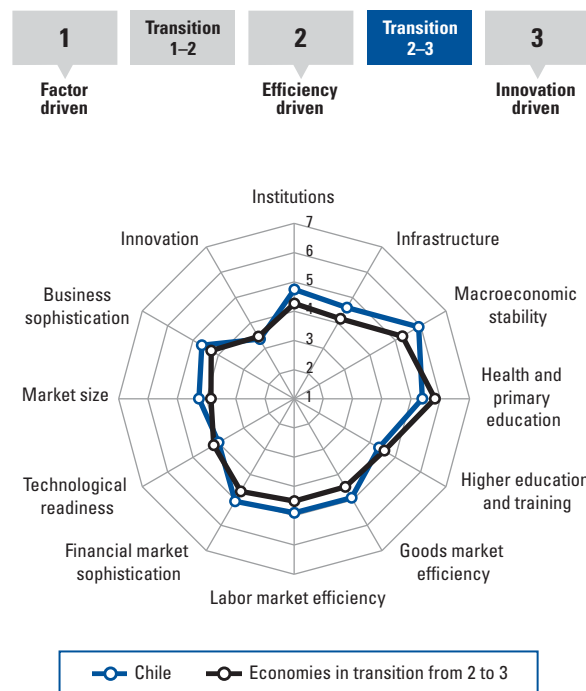 1
Transition
1–2
2
Transition
2–3
3
Factor
driven
Efficiency
driven
Innovation
driven
Institutions
7
6
5
4
3
2
1
Innovation
Infrastructure
Business
sophistication
Macroeconomic
stability
Market size
Health and
primary
education
Technological
readiness
Higher education
and training
Financial market
sophistication
Goods market
efficiency
Labor market efficiency
Chile
Economies in transition from 2 to 3